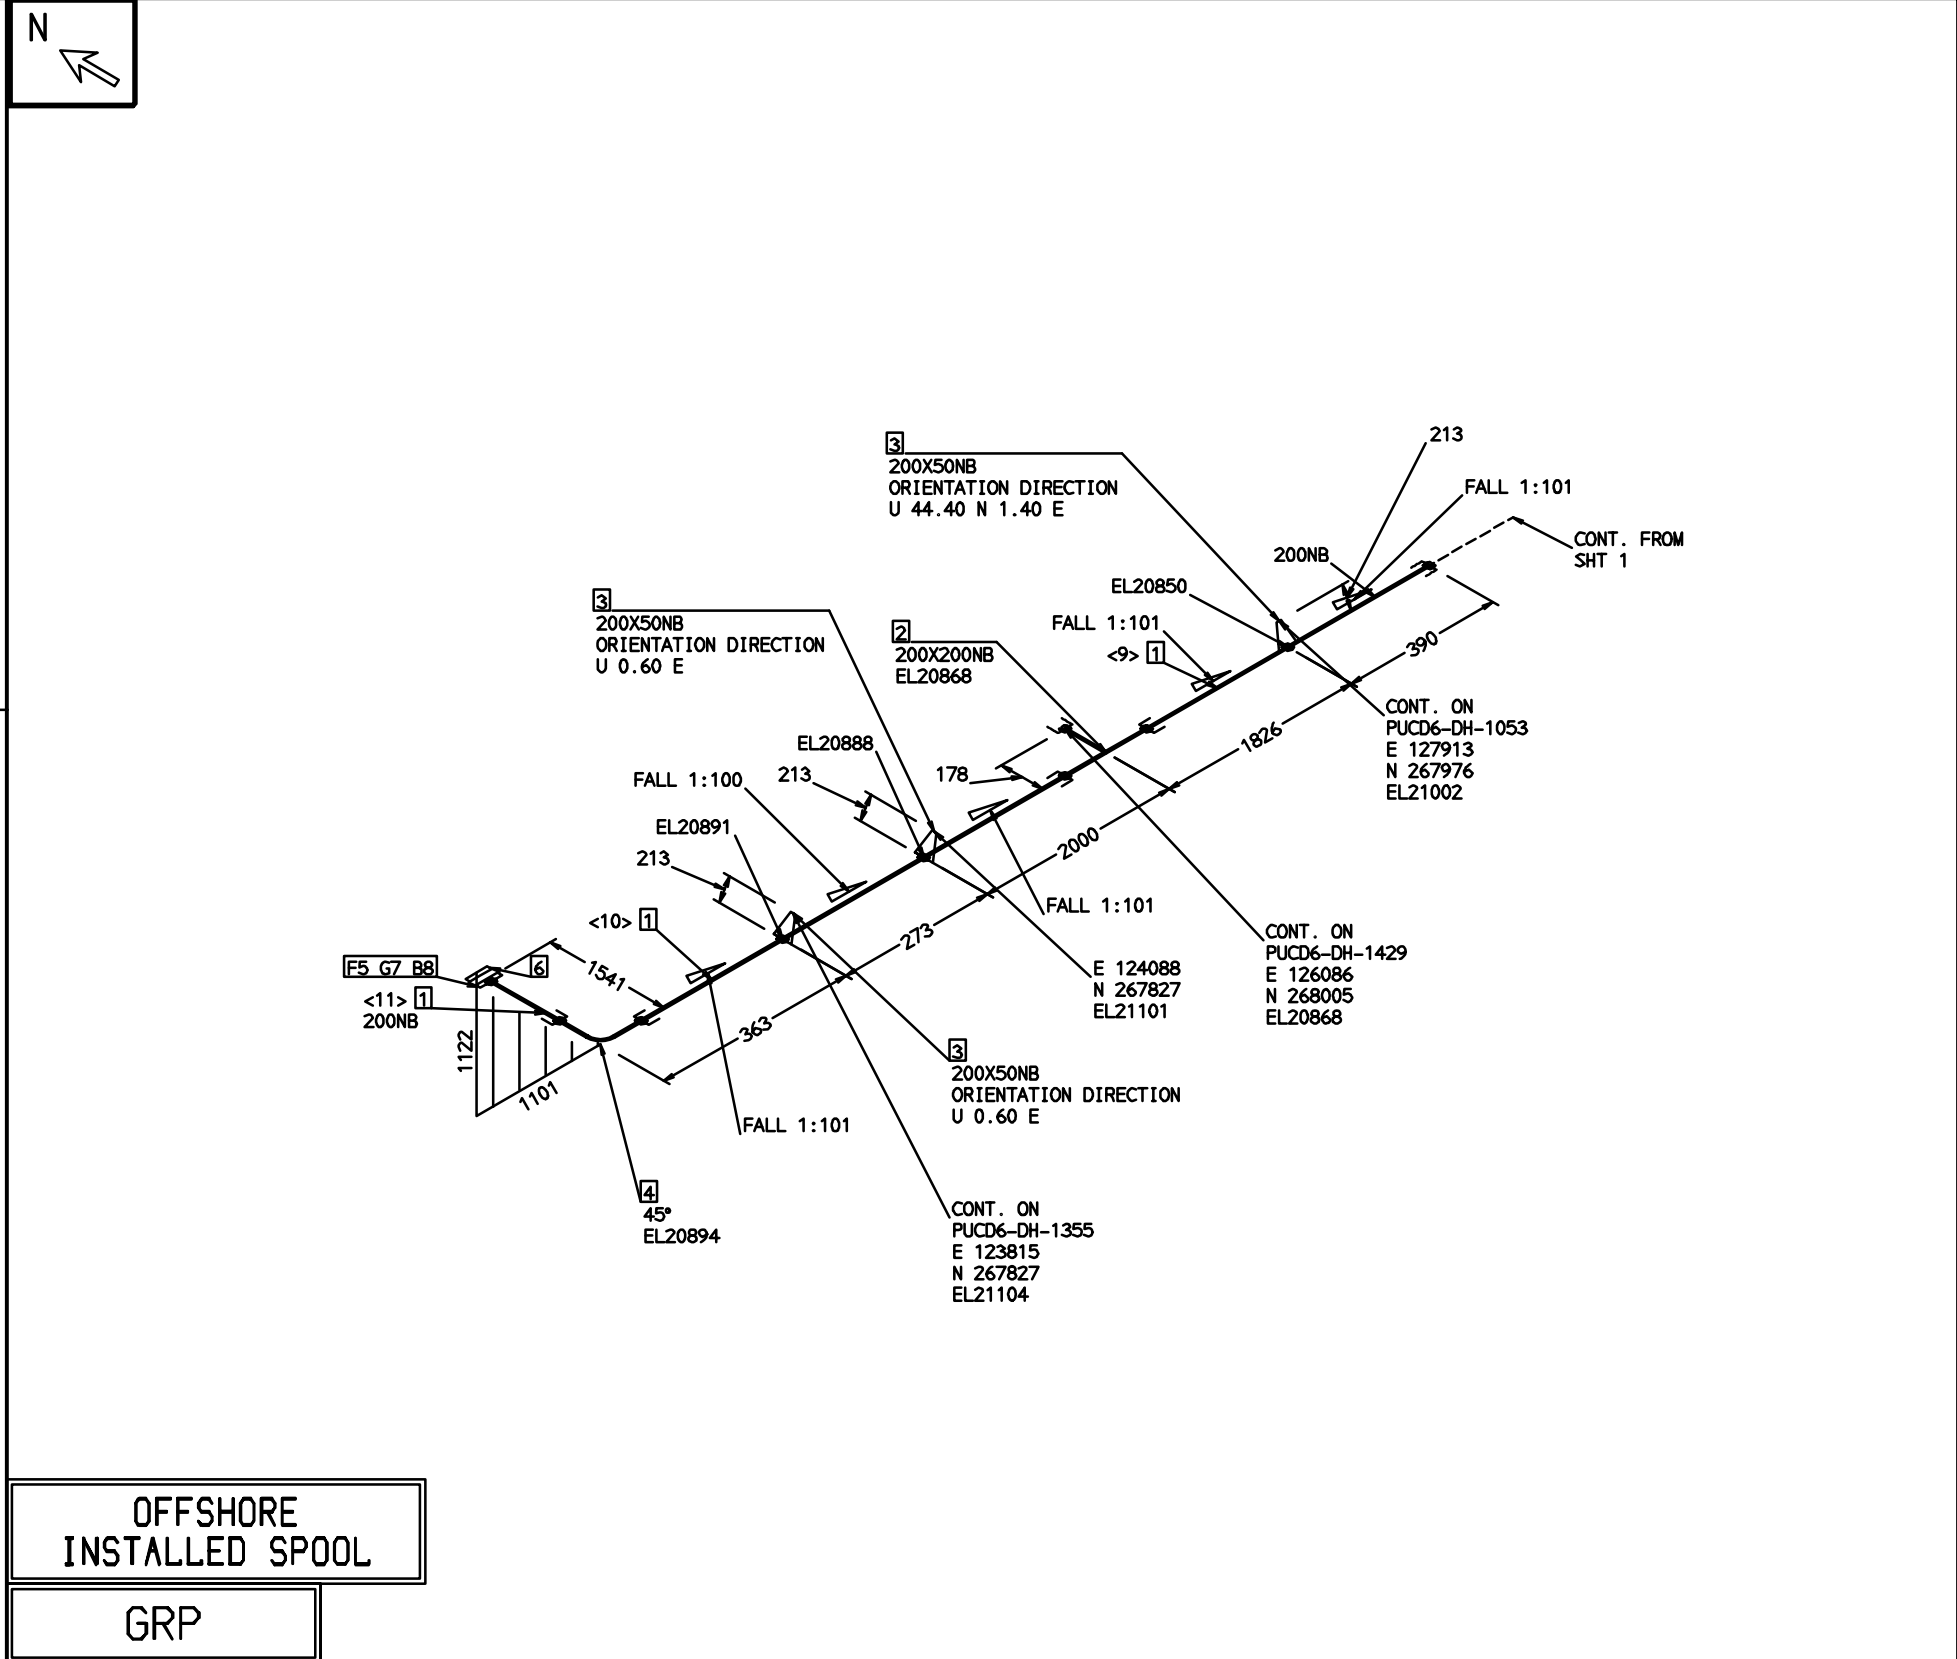 N
213
3
200X50NB
ORIENTATION DIRECTION
U 44.40 N 1.40 E
FALL 1:101
CONT. FROM
SHT 1
200NB
EL20850
FALL 1:101
<9> 1
3
200X50NB
ORIENTATION DIRECTION
U 0.60 E
2
200X200NB
EL20868
390
CONT. ON
PUCD6-DH-1053
E 127913
N 267976
EL21002
1826
EL20888
213
178
FALL 1:100
EL20891
213
2000
FALL 1:101
<10> 1
273
CONT. ON
PUCD6-DH-1429
E 126086
N 268005
EL20868
E 124088
N 267827
EL21101
F5 G7 B8
6
1541
<11> 1
200NB
1122
1101
363
3
200X50NB
ORIENTATION DIRECTION
U 0.60 E
FALL 1:101
4
45°
EL20894
CONT. ON
PUCD6-DH-1355
E 123815
N 267827
EL21104
OFFSHORE
INSTALLED SPOOL
GRP